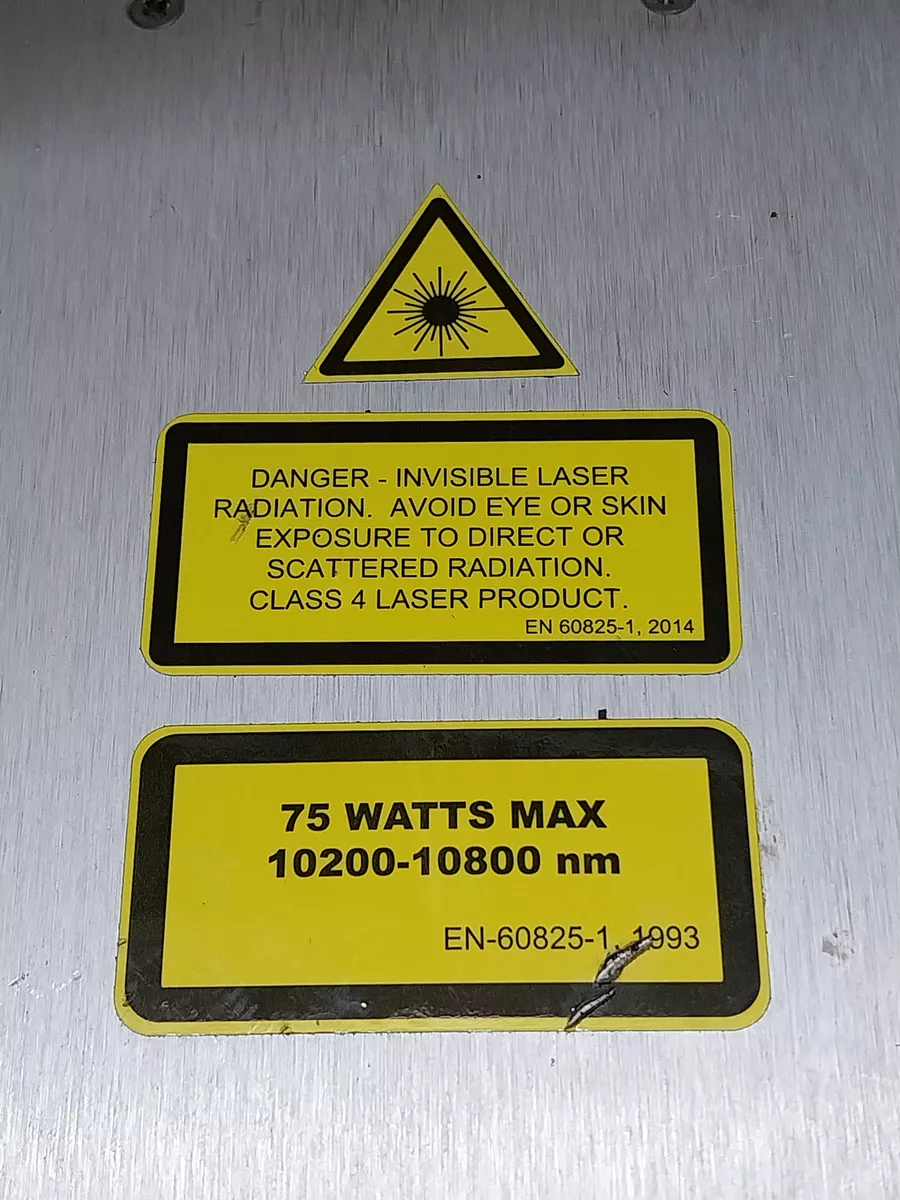 DANGER - INVISIBLE LASER
RADIATION. AVOID EYE OR SKIN
EXPOSURE TO DIRECT OR
SCATTERED RADIATION.
CLASS 4 LASER PRODUCT.
EN 60825-1, 2014
75 WATTS MAX
10200-10800 nm
EN-60825-1, 1993